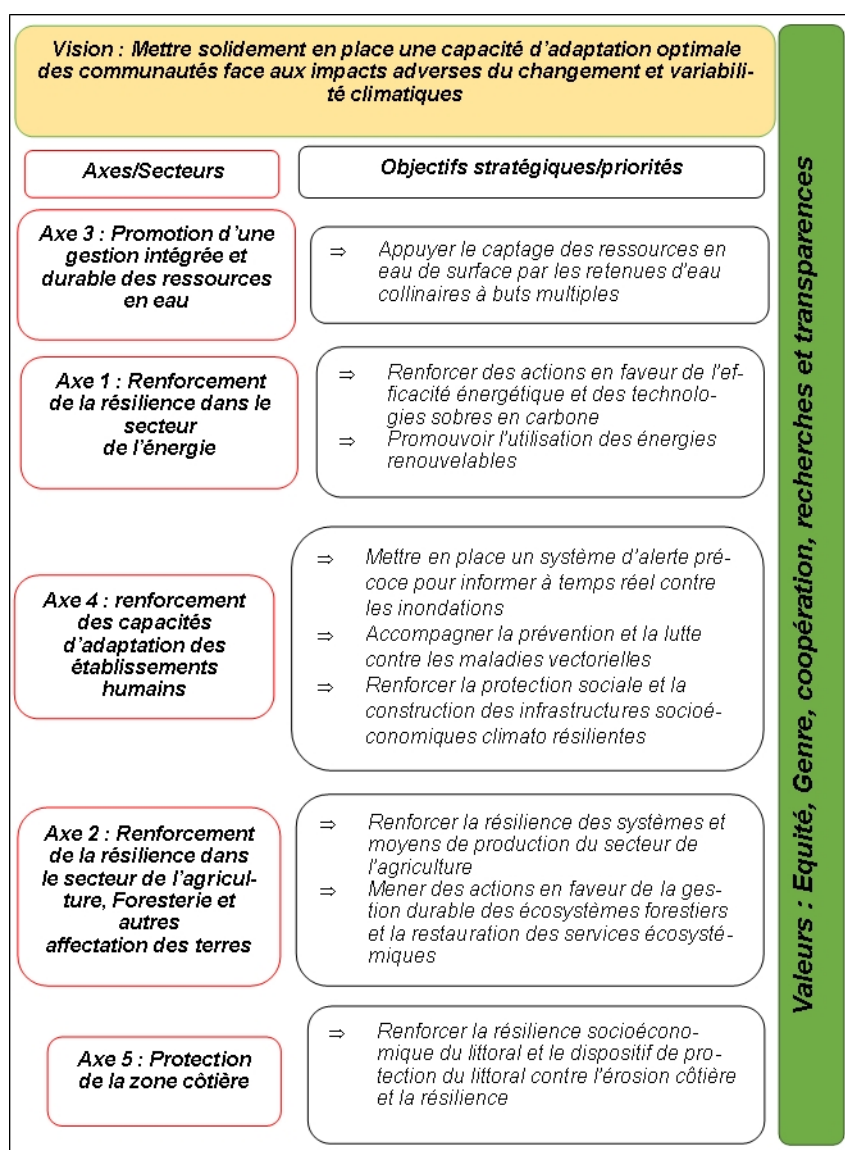 Vision : Mettre solidement en place une capacité d'adaptation optimale
des communautés face aux impacts adverses du changement et variabili-
té climatiques
Axes/Secteurs
Objectifs stratégiques/priorités
Axe 3 : Promotion d'une
gestion intégrée et
durable des ressources
en eau
⇒ Appuyer le captage des ressources en
eau de surface par les retenues d'eau
collinaires à buts multiples
Axe 1 : Renforcement
de la résilience dans le
secteur
de l'énergie
⇒ Renforcer des actions en faveur de l'ef-
ficacité énergétique et des technolo-
gies sobres en carbone
⇒ Promouvoir l'utilisation des énergies
renouvelables
Axe 4 : renforcement
des capacités
d'adaptation des
établissements
humains
⇒ Mettre en place un système d'alerte pré-
coce pour informer à temps réel contre
les inondations
⇒ Accompagner la prévention et la lutte
contre les maladies vectorielles
⇒ Renforcer la protection sociale et la
construction des infrastructures socioé-
conomiques climato résilientes
Axe 2 : Renforcement
de la résilience dans
le secteur de l'agricul-
ture, Foresterie et
autres
affectation des terres
⇒ Renforcer la résilience des systèmes et
moyens de production du secteur de
l'agriculture
⇒ Mener des actions en faveur de la ges-
tion durable des écosystèmes forestiers
et la restauration des services écosysté-
miques
Axe 5 : Protection
de la zone côtière
⇒ Renforcer la résilience socioécono-
mique du littoral et le dispositif de pro-
tection du littoral contre l'érosion côtière
et la résilience
Valeurs : Equité, Genre, coopération, recherches et transparences